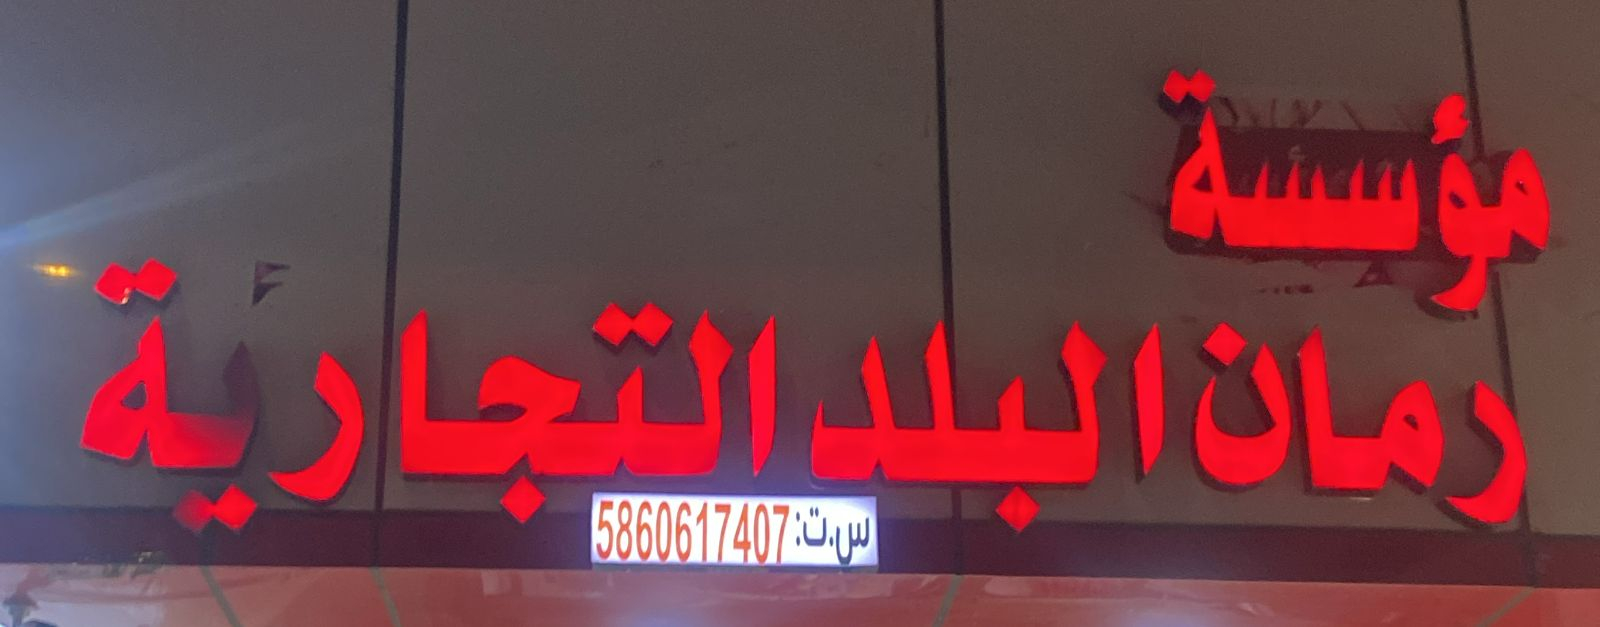 مؤسسة
رمان البلد التجارية
س.ت: 5860617407